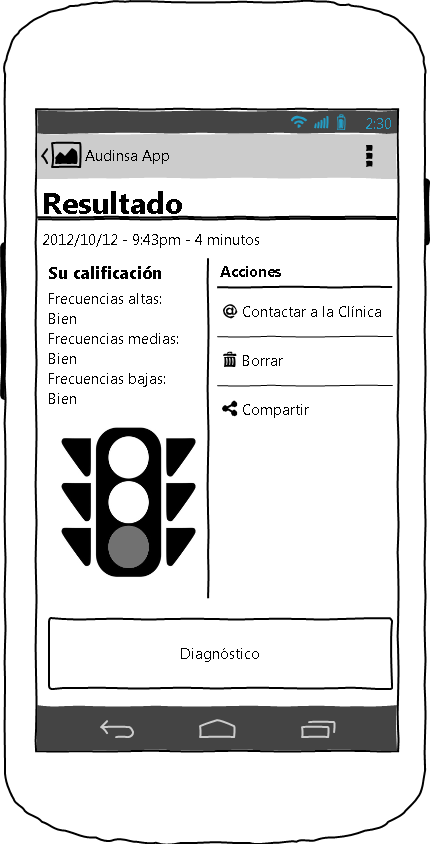 2:30
Audinsa App
Resultado
2012/10/12 - 9:43pm - 4 minutos
Su calificación
Frecuencias altas:
Bien
Frecuencias medias:
Bien
Frecuencias bajas:
Bien
Acciones
@ Contactar a la Clínica
Borrar
Compartir
Diagnóstico